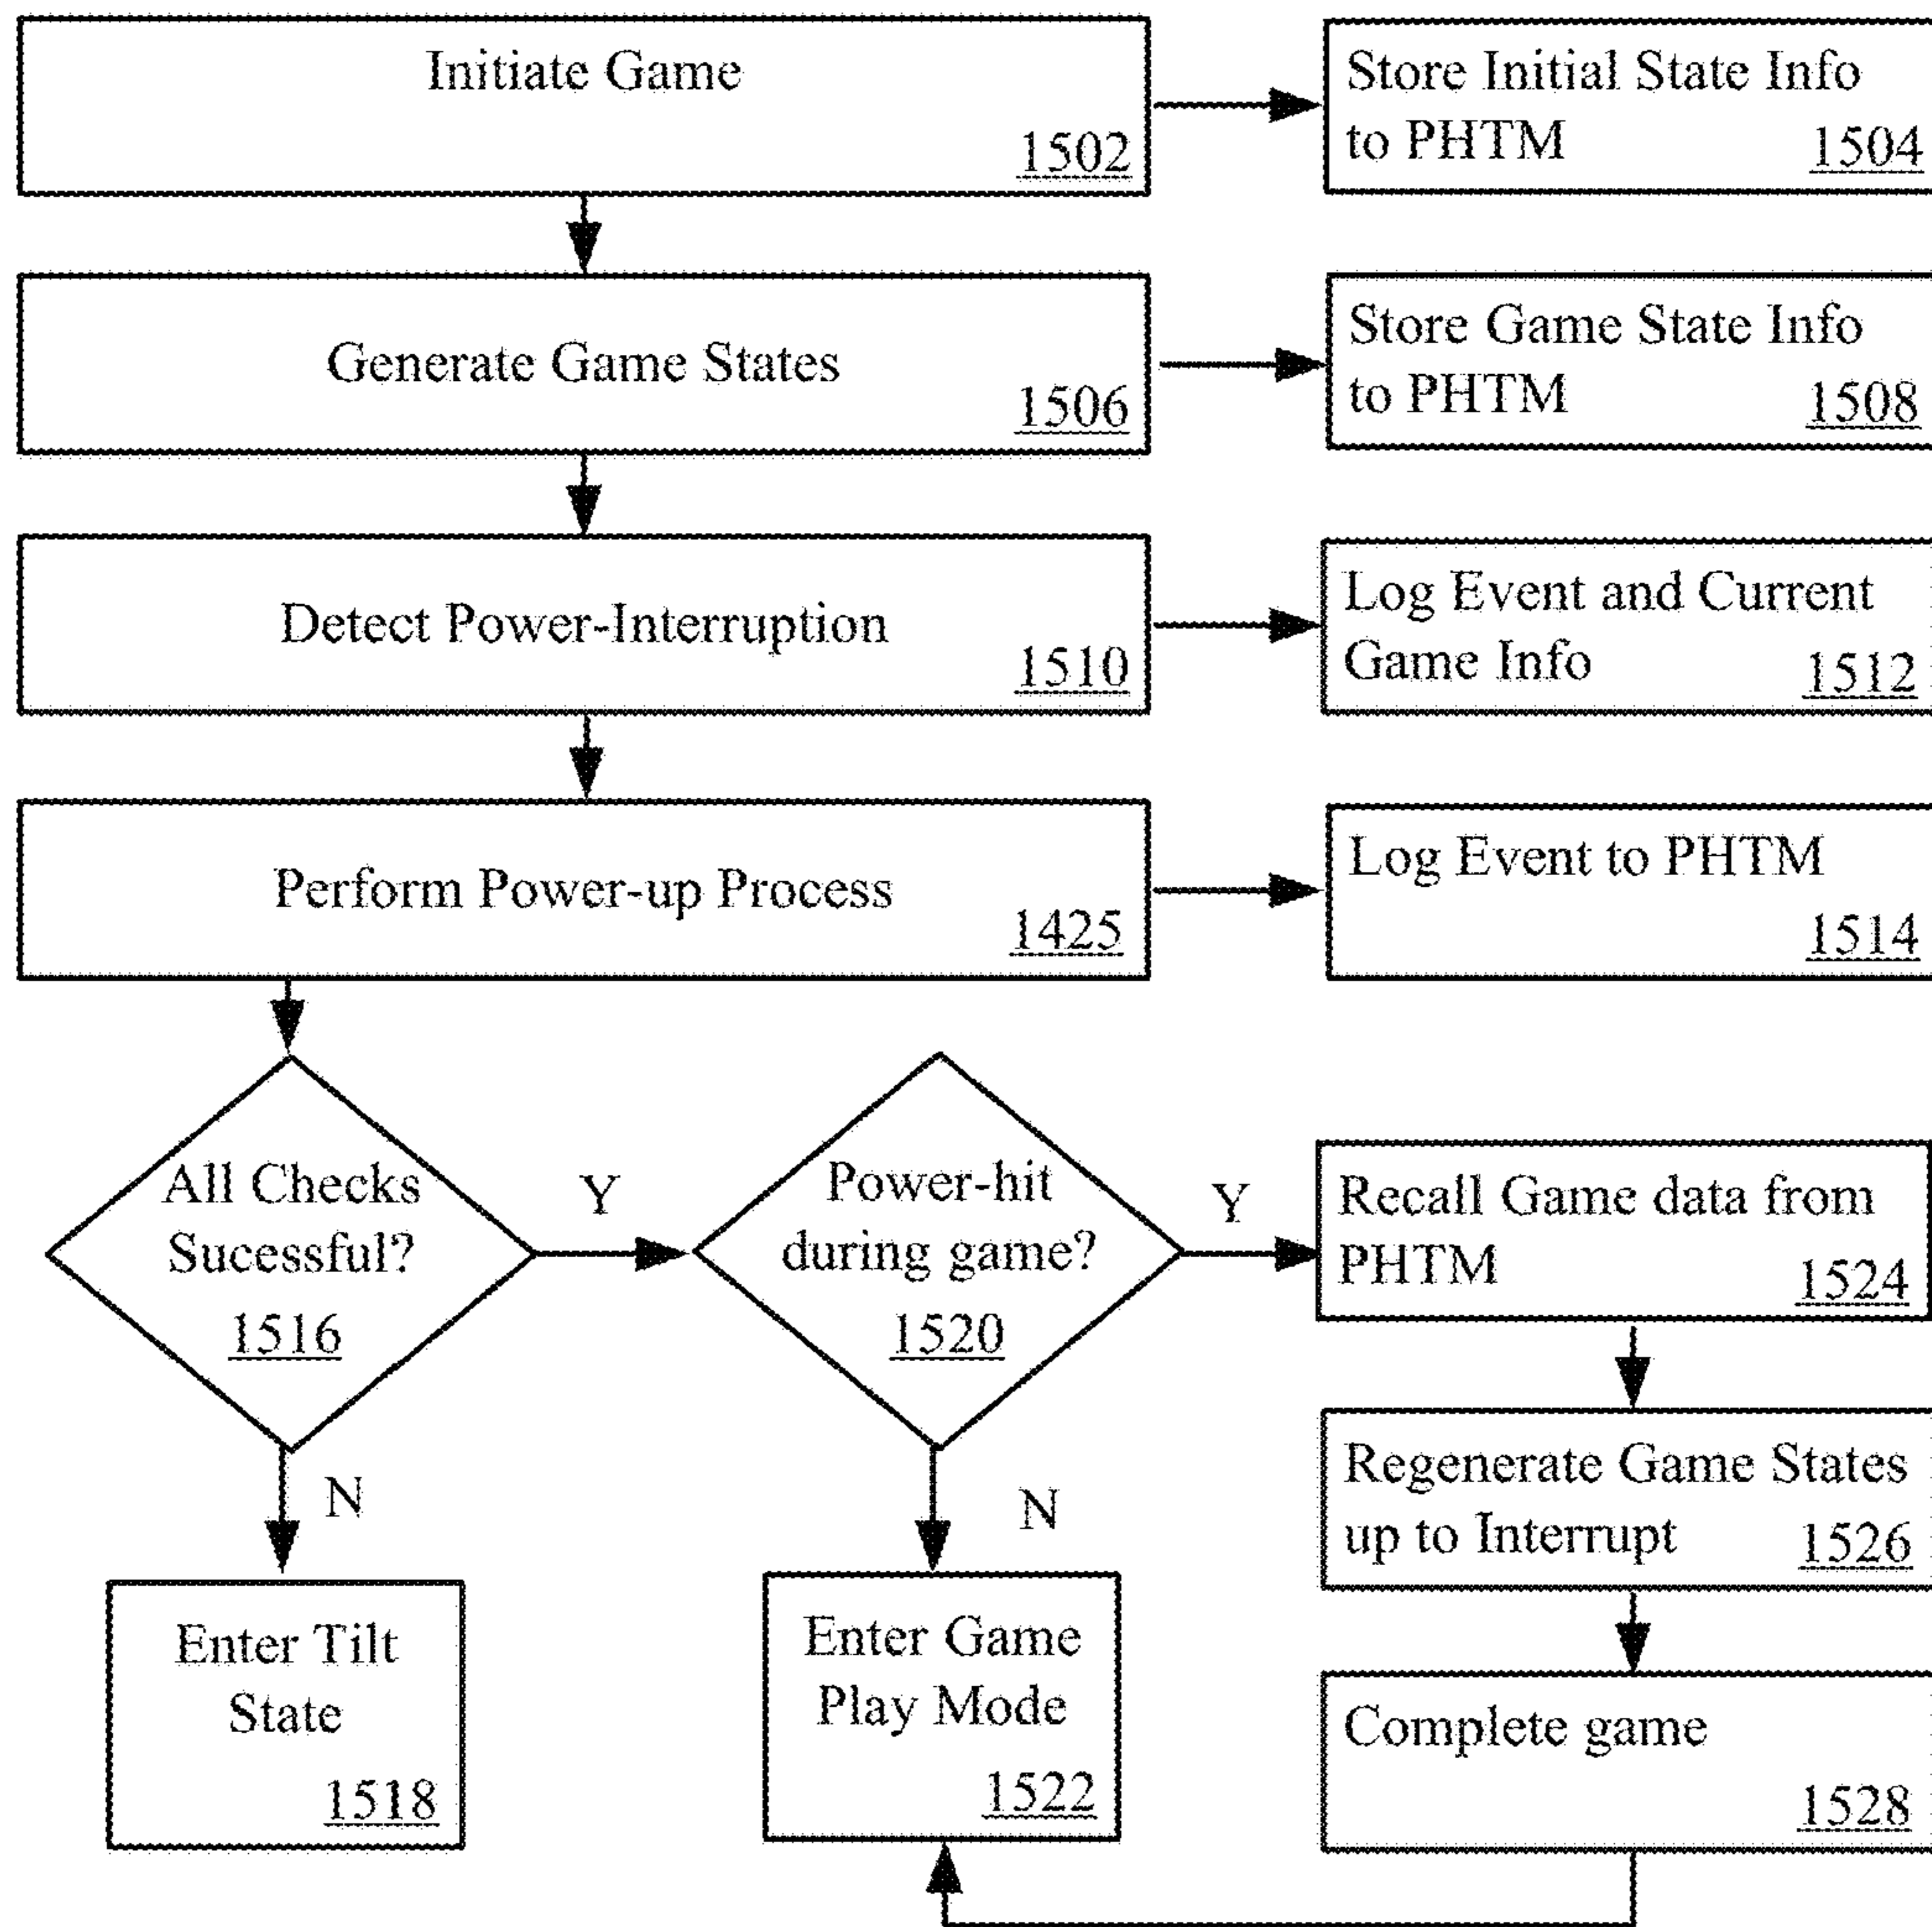 Initiate Game
1502
Store Initial State Info
to PHTM
1504
Generate Game States
1506
Store Game State Info
to PHTM
1508
Detect Power-Interruption
1510
Log Event and Current
Game Info
1512
Perform Power-up Process
1425
Log Event to PHTM
1514
All Checks
Sucessful?
1516
Y
N
Power-hit
during game?
1520
Y
N
Recall Game data from
PHTM
1524
Regenerate Game States
up to Interrupt
1526
Enter Tilt
State
1518
Enter Game
Play Mode
1522
Complete game
1528